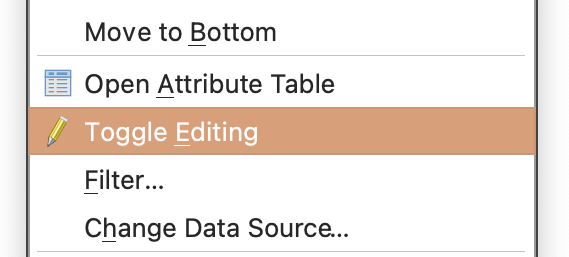 Move to Bottom
Open Attribute Table
Toggle Editing
Filter...
Change Data Source...